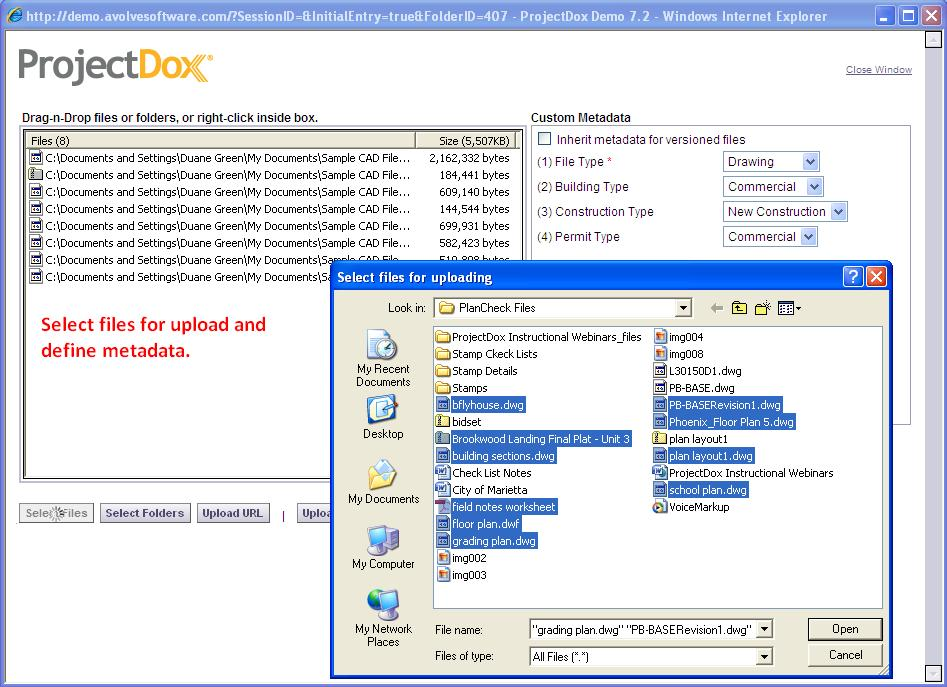 http://demo.avolvesoftware.com/?SessionID=&InitialEntry=true&FolderID=407 - ProjectDox Demo 7.2 - Windows Internet Explorer
ProjectDox
Close Window
Drag-n-Drop files or folders, or right-click inside box.
Custom Metadata
Files (8) Size (5,507KB)
C:\Documents and Settings\Duane Green\My Documents\Sample CAD File... 2,162,332 bytes
C:\Documents and Settings\Duane Green\My Documents\Sample CAD File... 184,441 bytes
C:\Documents and Settings\Duane Green\My Documents\Sample CAD File... 609,140 bytes
C:\Documents and Settings\Duane Green\My Documents\Sample CAD File... 144,544 bytes
C:\Documents and Settings\Duane Green\My Documents\Sample CAD File... 699,931 bytes
C:\Documents and Settings\Duane Green\My Documents\Sample CAD File... 582,423 bytes
C:\Documents and Settings\Duane Green\My Documents\Sample CAD File... bytes
C:\Documents and Settings\Duane Green\My Documents\Sa
Inherit metadata for versioned files
(1) File Type * Drawing
(2) Building Type Commercial
(3) Construction Type New Construction
(4) Permit Type Commercial
Select files for upload and
define metadata.
Select Files
Select Folders
Upload URL
|
Uploa
Select files for uploading
Look in: PlanCheck Files
My Recent
Documents
Desktop
My Documents
My Computer
My Network
Places
ProjectDox Instructional Webinars_files
Stamp Ckeck Lists
Stamp Details
Stamps
bflyhouse.dwg
bidset
Brookwood Landing Final Plat - Unit 3
building sections.dwg
Check List Notes
City of Marietta
field notes worksheet
floor plan.dwf
grading plan.dwg
img002
img003
img004
img008
L30150D1.dwg
PB-BASE.dwg
PB-BASERevision1.dwg
Phoenix_Floor Plan 5.dwg
plan layout1
plan layout1.dwg
ProjectDox Instructional Webinars
school plan.dwg
VoiceMarkup
File name: "grading plan.dwg" "PB-BASERevision1.dwg" Open
Files of type: All Files (*.*) Cancel